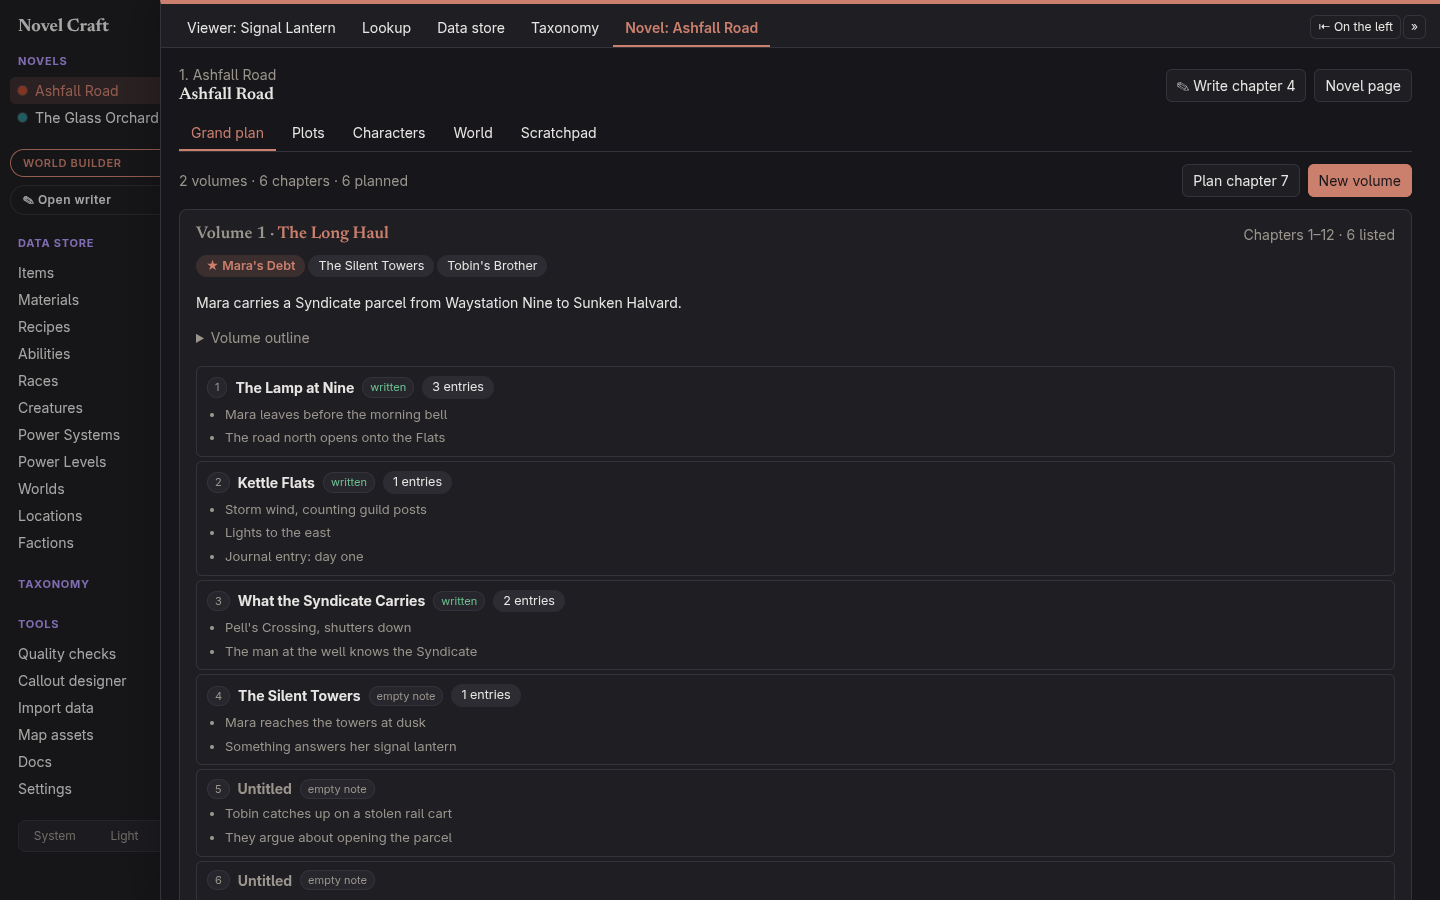 Novel Craft
NOVELS
Ashfall Road
The Glass Orchard
WORLD BUILDER
✎ Open writer
DATA STORE
Items
Materials
Recipes
Abilities
Races
Creatures
Power Systems
Power Levels
Worlds
Locations
Factions
TAXONOMY
TOOLS
Quality checks
Callout designer
Import data
Map assets
Docs
Settings
System Light
Viewer: Signal Lantern Lookup Data store Taxonomy Novel: Ashfall Road
⇤ On the left »
1. Ashfall Road
Ashfall Road
✎ Write chapter 4 Novel page
Grand plan Plots Characters World Scratchpad
2 volumes · 6 chapters · 6 planned
Plan chapter 7 New volume
Volume 1 · The Long Haul
Chapters 1–12 · 6 listed
★ Mara's Debt The Silent Towers Tobin's Brother
Mara carries a Syndicate parcel from Waystation Nine to Sunken Halvard.
▶ Volume outline
1 The Lamp at Nine written 3 entries
• Mara leaves before the morning bell
• The road north opens onto the Flats
2 Kettle Flats written 1 entries
• Storm wind, counting guild posts
• Lights to the east
• Journal entry: day one
3 What the Syndicate Carries written 2 entries
• Pell's Crossing, shutters down
• The man at the well knows the Syndicate
4 The Silent Towers empty note 1 entries
• Mara reaches the towers at dusk
• Something answers her signal lantern
5 Untitled empty note
• Tobin catches up on a stolen rail cart
• They argue about opening the parcel
6 Untitled empty note